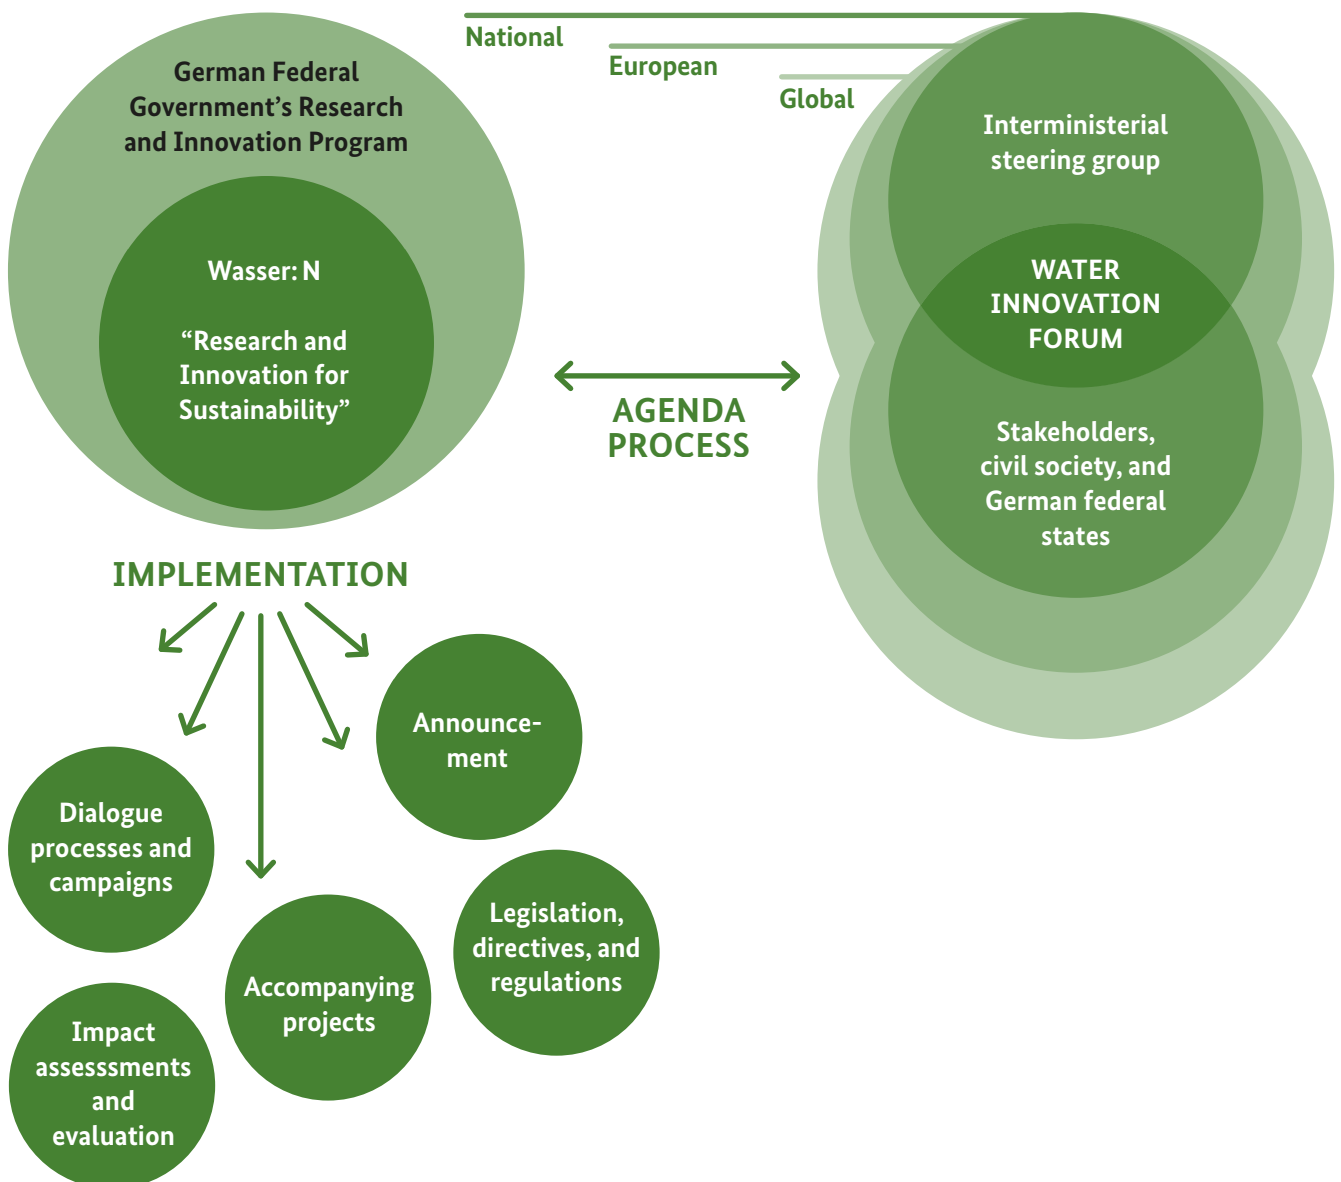 German Federal
Government’s Research
and Innovation Program
Wasser: N
“Research and
Innovation for
Sustainability”
National
European
Global
Interministerial
steering group
WATER
INNOVATION
FORUM
Stakeholders,
civil society, and
German federal
states
AGENDA
PROCESS
IMPLEMENTATION
Announce-
ment
Dialogue
processes and
campaigns
Legislation,
directives, and
regulations
Accompanying
projects
Impact
assesssments
and
evaluation